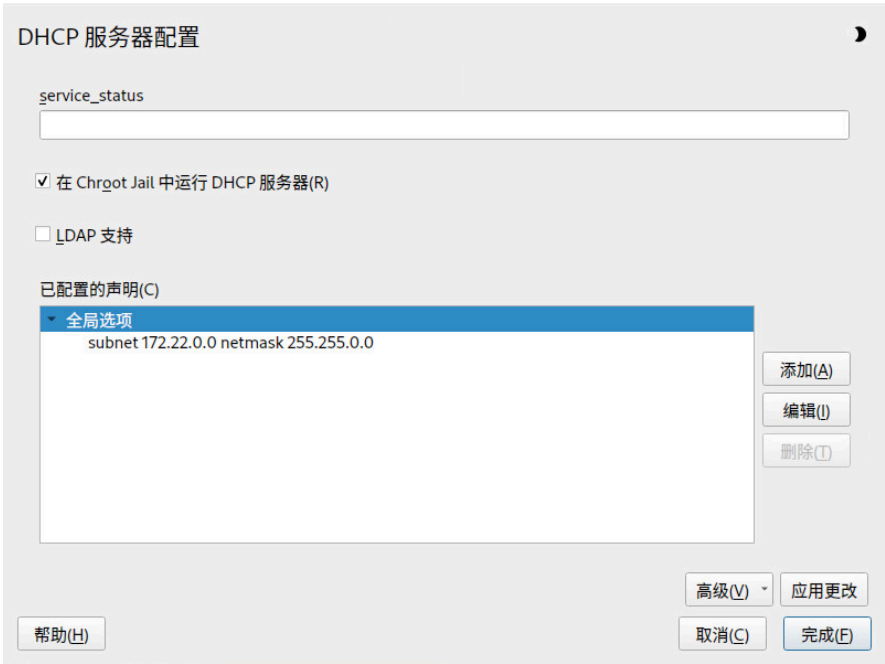 DHCP 服务器配置
service_status
在 Chroot Jail 中运行 DHCP 服务器(R)
LDAP 支持
已配置的声明(C)
全局选项
subnet 172.22.0.0 netmask 255.255.0.0
添加(A)
编辑(I)
删除(T)
高级(V)
应用更改
帮助(H)
取消(C)
完成(F)